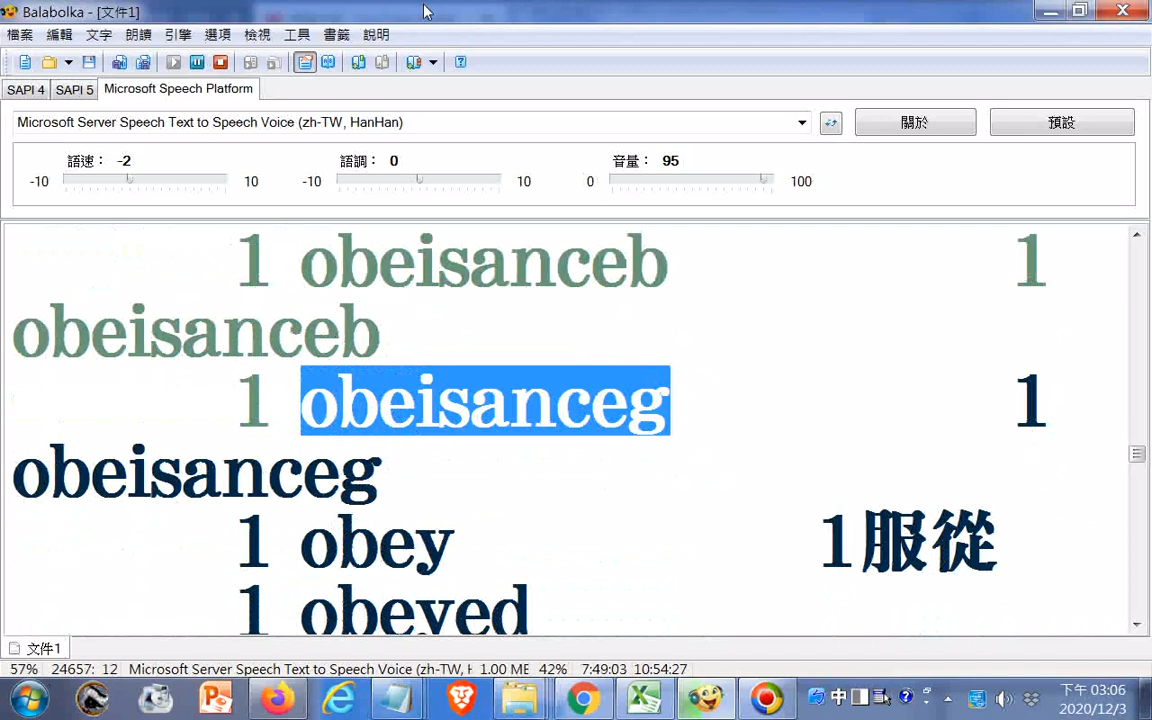 Balabolka - [文件1]
檔案 編輯 文字 朗讀 引擎 選項 檢視 工具 書籤 說明
SAPI 4 SAPI 5 Microsoft Speech Platform
Microsoft Server Speech Text to Speech Voice (zh-TW, HanHan) 關於 預設
語速： -2 語調： 0 音量： 95
-10 10 -10 10 0 100
1 obeisanceb 1
obeisanceb
1 obeisanceg 1
obeisanceg
1 obey 1服從
1 obeyed
文件1
57% 24657: 12 Microsoft Server Speech Text to Speech Voice (zh-TW, H 1.00 ME 42% 7:49:03 10:54:27
中 下午 03:06
2020/12/3